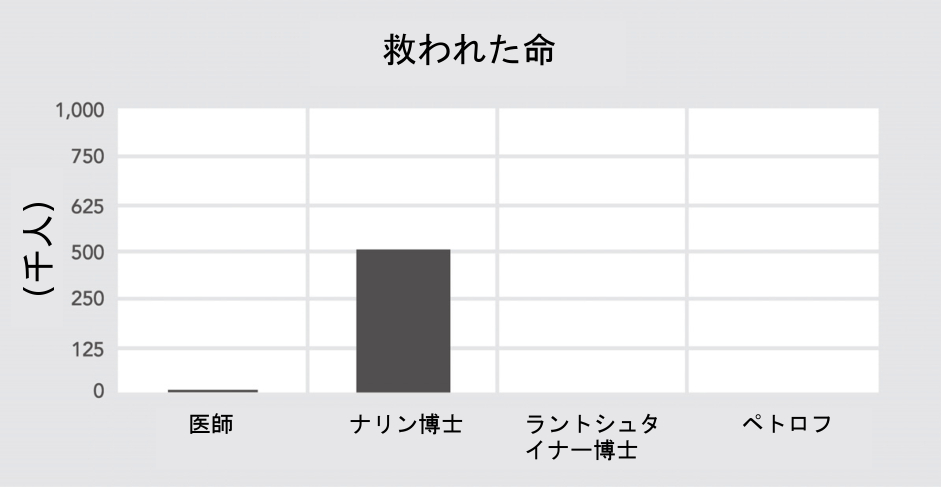 救われた命
1,000
750
625
500
250
125
0
(千人)
医師
ナリン博士
ラントシュタ
イナー博士
ペトロフ